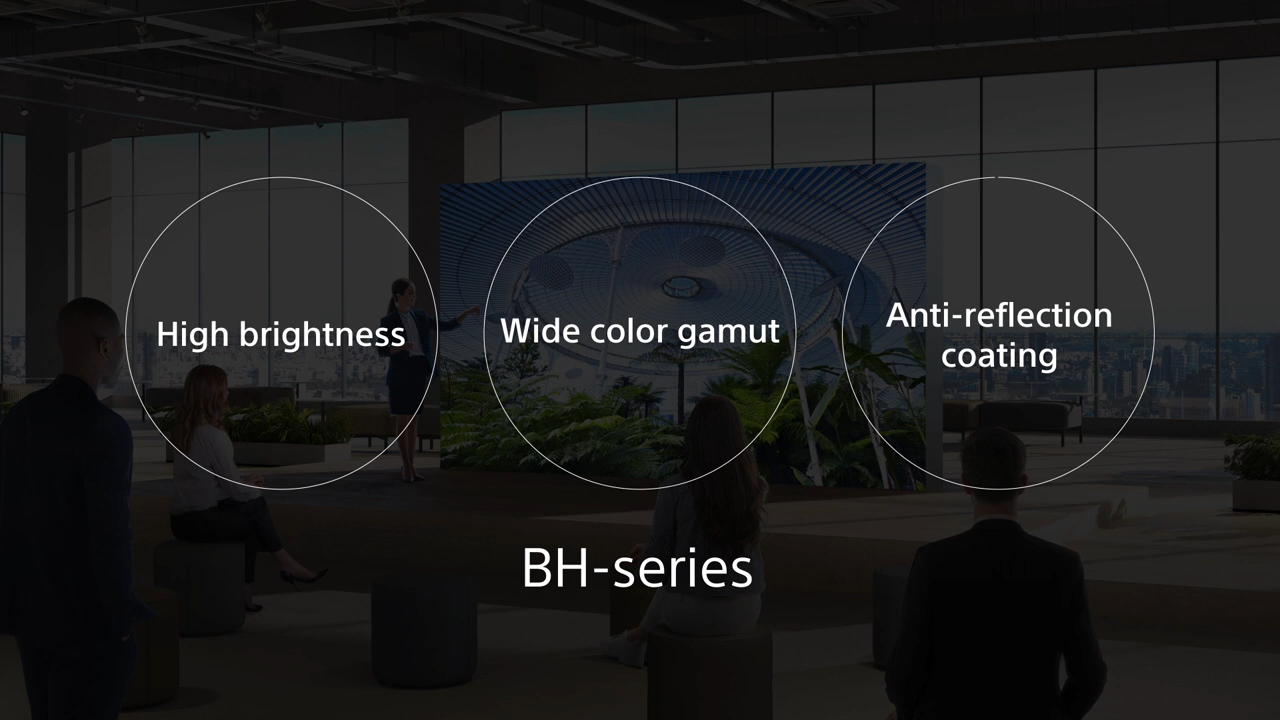 High brightness
Wide color gamut
Anti-reflection
coating
BH-series